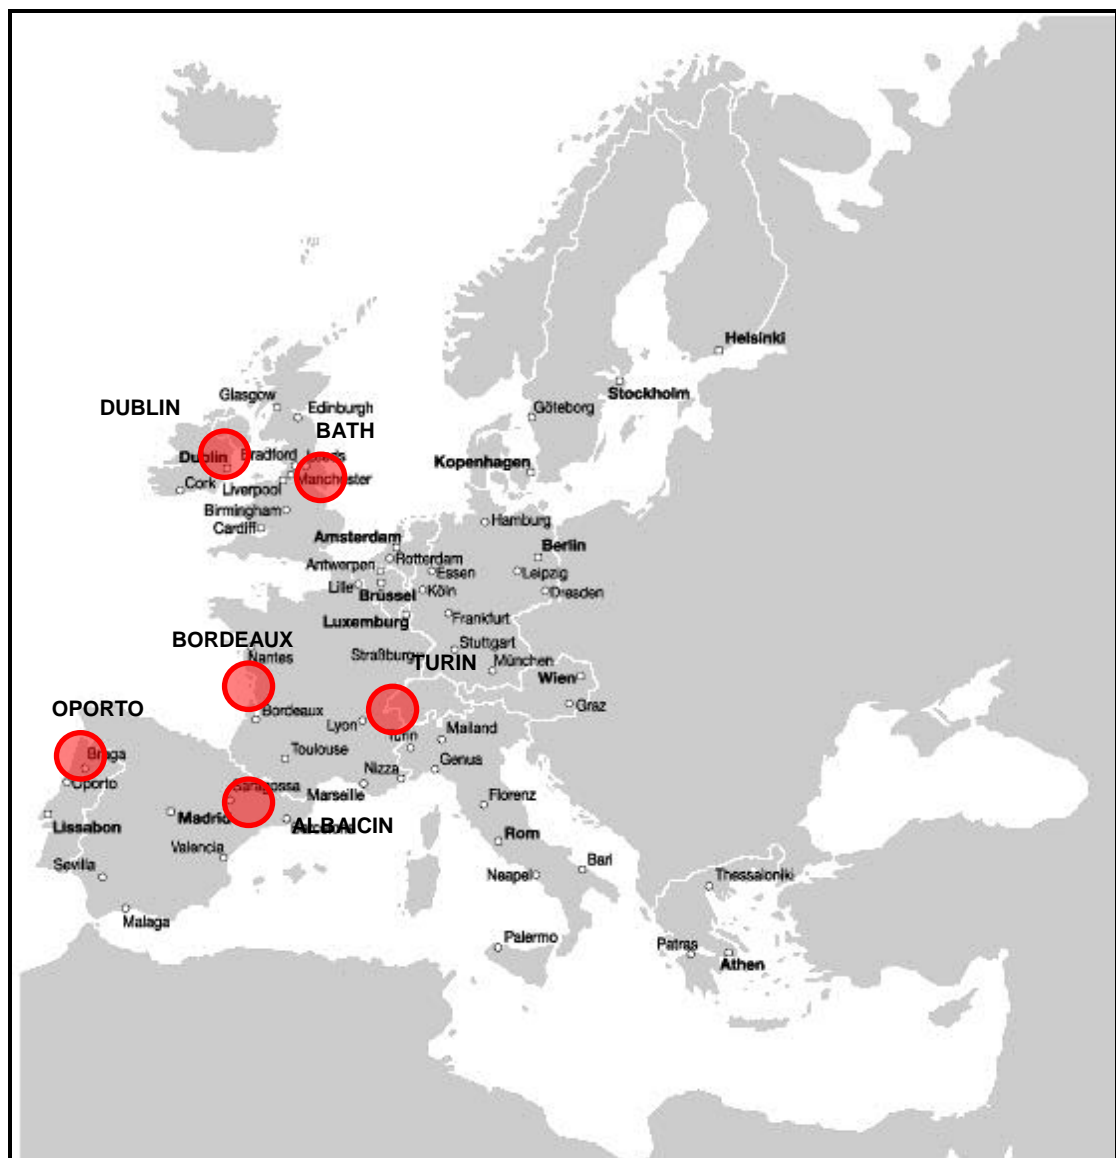 Helsinki
Stockholm
Glasgow
Göteborg
DUBLIN
Edinburgh
BATH
Dublin
Bradford
Leeds
Kopenhagen
Manchester
Cork
Liverpool
Birmingham
Hamburg
Cardiff
Amsterdam
Berlin
Rotterdam
Antwerpen
Essen
Leipzig
Lille
Brüssel
Köln
Dresden
Luxemburg
Frankfurt
BORDEAUX
Stuttgart
Nantes
Straßburg
TURIN
München
Wien
OPORTO
Bordeaux
Lyon
Graz
Turin
Mailand
Braga
Toulouse
Nizza
Genua
Oporto
Saragossa
Marseille
Florenz
Lissabon
Madrid
ALBAICIN
Barcelona
Rom
Valencia
Sevilla
Neapel
Bari
Thessaloniki
Malaga
Palermo
Patras
Athen